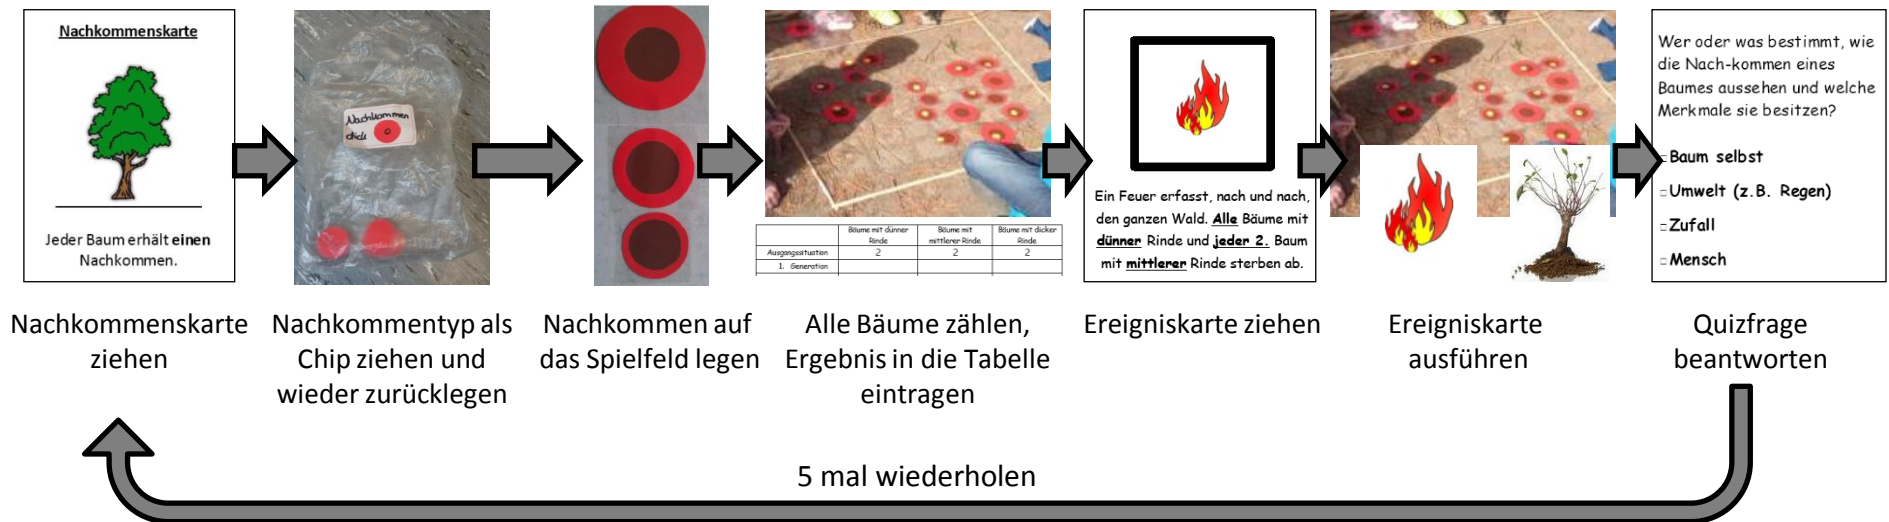 Nachkommenskarte
Jeder Baum erhält einen
Nachkommen.
Nachkommen
dick
Bäume mit dünner
Rinde
Bäume mit
mittlerer Rinde
Bäume mit dicker
Rinde
Ausgangssituation 2 2 2
1. Generation
Ein Feuer erfasst, nach und nach,
den ganzen Wald. Alle Bäume mit
dünner Rinde und jeder 2. Baum
mit mittlerer Rinde sterben ab.
Wer oder was bestimmt, wie
die Nach-kommen eines
Baumes aussehen und welche
Merkmale sie besitzen?
Baum selbst
Umwelt (z.B. Regen)
Zufall
Mensch
Nachkommenskarte
ziehen
Nachkommentyp als
Chip ziehen und
wieder zurücklegen
Nachkommen auf
das Spielfeld legen
Alle Bäume zählen,
Ergebnis in die Tabelle
eintragen
Ereigniskarte ziehen
Ereigniskarte
ausführen
Quizfrage
beantworten
5 mal wiederholen